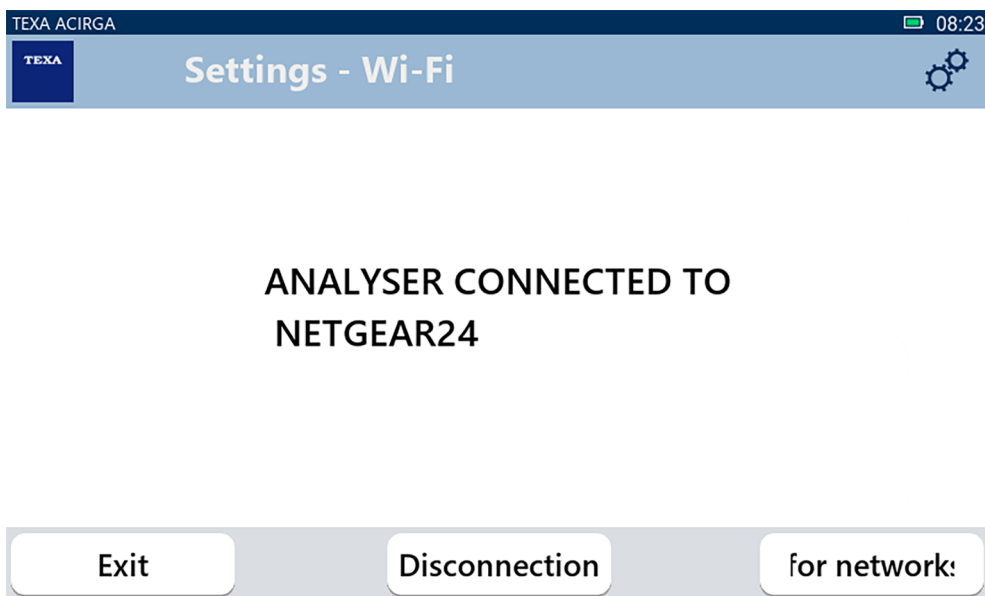 TEXA ACIRGA 08:23
TEXA Settings - Wi-Fi
ANALYSER CONNECTED TO
NETGEAR24
Exit Disconnection for networks